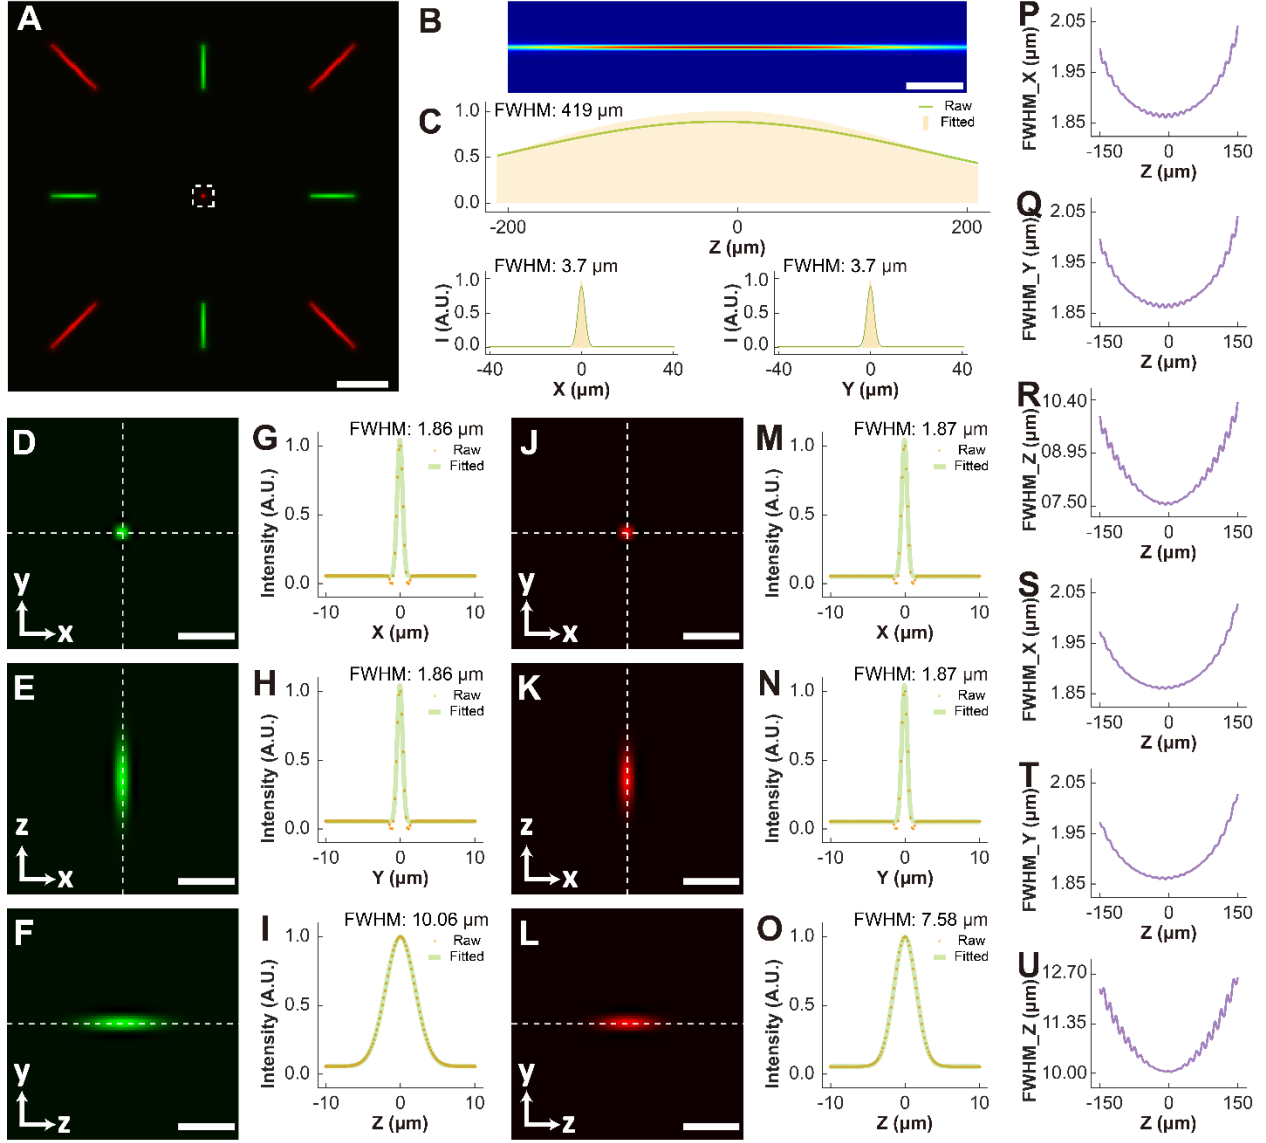 A
B
C
FWHM: 419 µm
Raw
Fitted
1.0
0.5
0.0
-200
0
200
Z (µm)
FWHM: 3.7 µm
I (A.U.)
1.0
0.0
-40
0
40
X (µm)
FWHM: 3.7 µm
I (A.U.)
1.0
0.0
-40
0
40
Y (µm)
D
y
x
G
FWHM: 1.86 µm
Raw
Fitted
Intensity (A.U.)
1.0
0.5
0.0
-10
0
10
X (µm)
J
y
x
M
FWHM: 1.87 µm
Raw
Fitted
Intensity (A.U.)
1.0
0.5
0.0
-10
0
10
X (µm)
E
z
x
H
FWHM: 1.86 µm
Raw
Fitted
Intensity (A.U.)
1.0
0.5
0.0
-10
0
10
Y (µm)
K
z
x
N
FWHM: 1.87 µm
Raw
Fitted
Intensity (A.U.)
1.0
0.5
0.0
-10
0
10
Y (µm)
F
y
z
I
FWHM: 10.06 µm
Raw
Fitted
Intensity (A.U.)
1.0
0.5
0.0
-10
0
10
Z (µm)
L
y
z
O
FWHM: 7.58 µm
Raw
Fitted
Intensity (A.U.)
1.0
0.5
0.0
-10
0
10
Z (µm)
P
FWHM_X (µm)
2.05
1.95
1.85
-150
0
150
Z (µm)
Q
FWHM_Y (µm)
2.05
1.95
1.85
-150
0
150
Z (µm)
R
FWHM_Z (µm)
10.40
08.95
07.50
-150
0
150
Z (µm)
S
FWHM_X (µm)
2.05
1.95
1.85
-150
0
150
Z (µm)
T
FWHM_Y (µm)
2.05
1.95
1.85
-150
0
150
Z (µm)
U
FWHM_Z (µm)
12.70
11.35
10.00
-150
0
150
Z (µm)